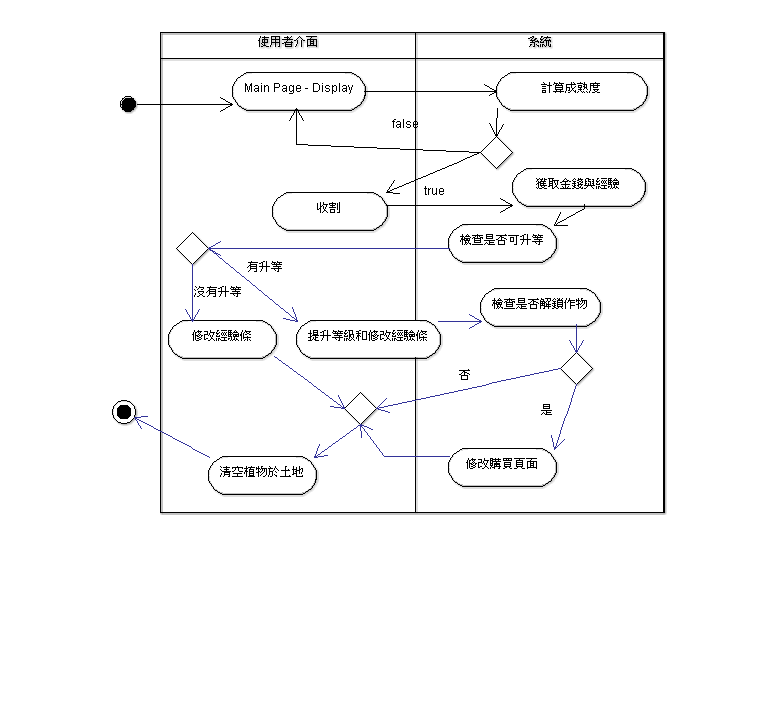 使用者介面
系統
Main Page - Display
計算成熟度
false
true
獲取金錢與經驗
收割
檢查是否可升等
有升等
沒有升等
檢查是否解鎖作物
修改經驗條
提升等級和修改經驗條
否
是
修改購買頁面
清空植物於土地